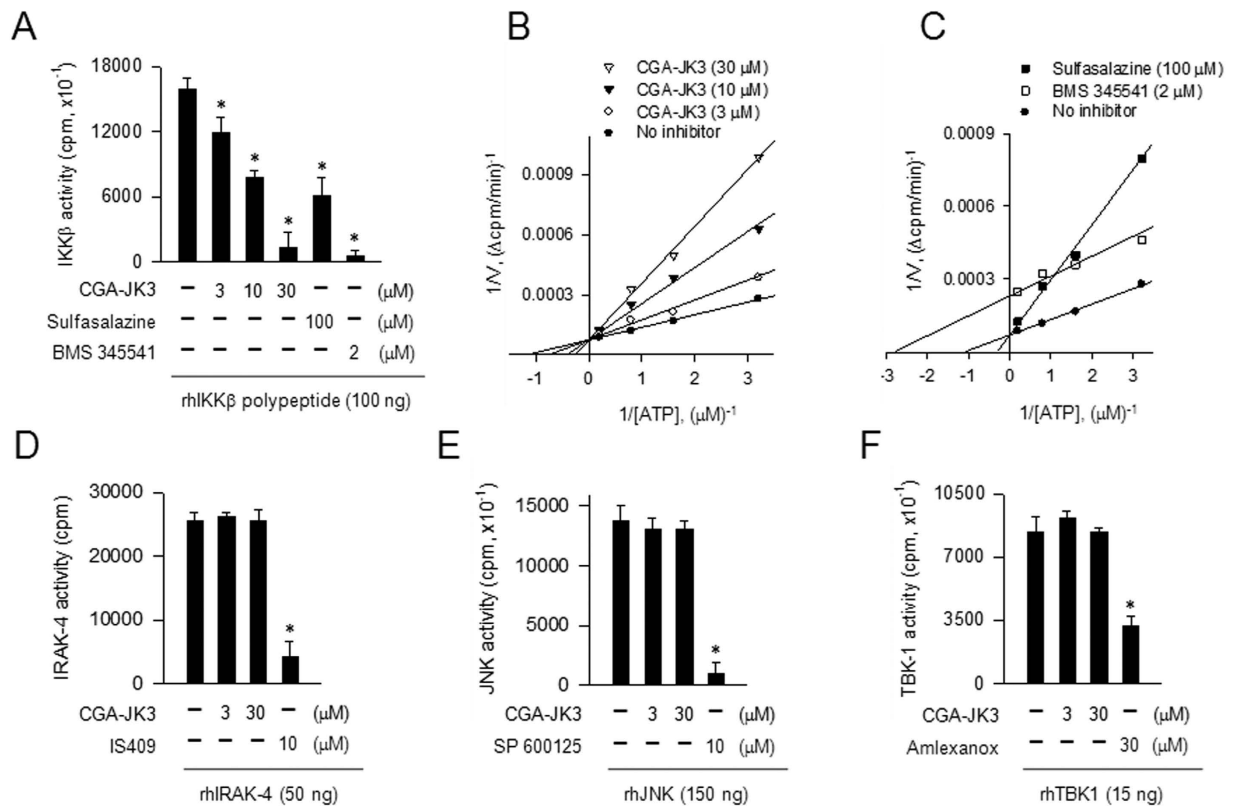 A
IKKβ activity (cpm, x10⁻¹)
18000
12000
6000
0
CGA-JK3 – 3 10 30 – – (μM)
Sulfasalazine – – – – 100 – (μM)
BMS 345541 – – – – – 2 (μM)
rhIKKβ polypeptide (100 ng)
B
CGA-JK3 (30 μM)
CGA-JK3 (10 μM)
CGA-JK3 (3 μM)
No inhibitor
1/V, (Δcpm/min)⁻¹
0.0009
0.0006
0.0003
-1 0 1 2 3
1/[ATP], (μM)⁻¹
C
Sulfasalazine (100 μM)
BMS 345541 (2 μM)
No inhibitor
1/V, (Δcpm/min)⁻¹
0.0009
0.0006
0.0003
-3 -2 -1 0 1 2 3
1/[ATP], (μM)⁻¹
D
IRAK-4 activity (cpm)
30000
20000
10000
0
CGA-JK3 – 3 30 – (μM)
IS409 – – – 10 (μM)
rhIRAK-4 (50 ng)
E
JNK activity (cpm, x10⁻¹)
15000
10000
5000
0
CGA-JK3 – 3 30 – (μM)
SP 600125 – – – 10 (μM)
rhJNK (150 ng)
F
TBK-1 activity (cpm, x10⁻¹)
10500
7000
3500
0
CGA-JK3 – 3 30 – (μM)
Amlexanox – – – 30 (μM)
rhTBK1 (15 ng)